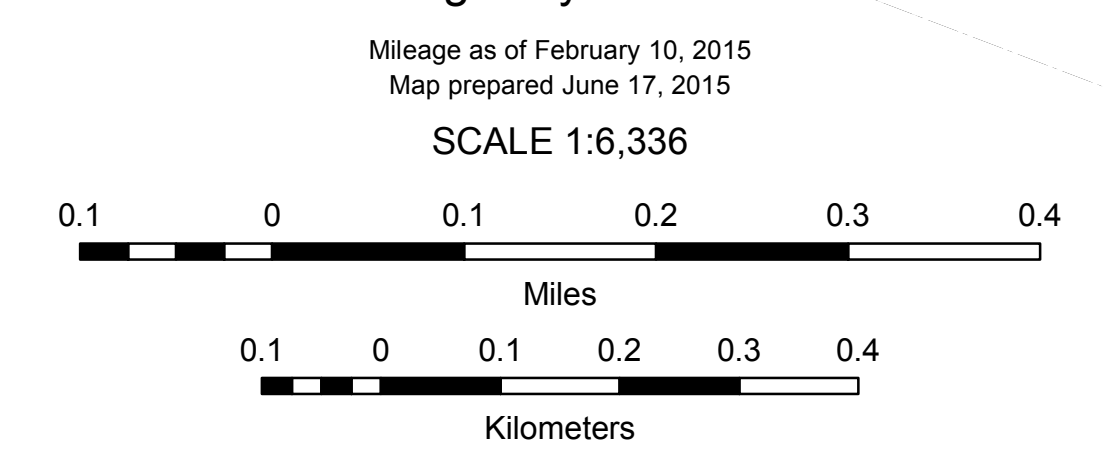 Mileage as of February 10, 2015
Map prepared June 17, 2015
SCALE 1:6,336
0.1 0 0.1 0.2 0.3 0.4
Miles
0.1 0 0.1 0.2 0.3 0.4
Kilometers